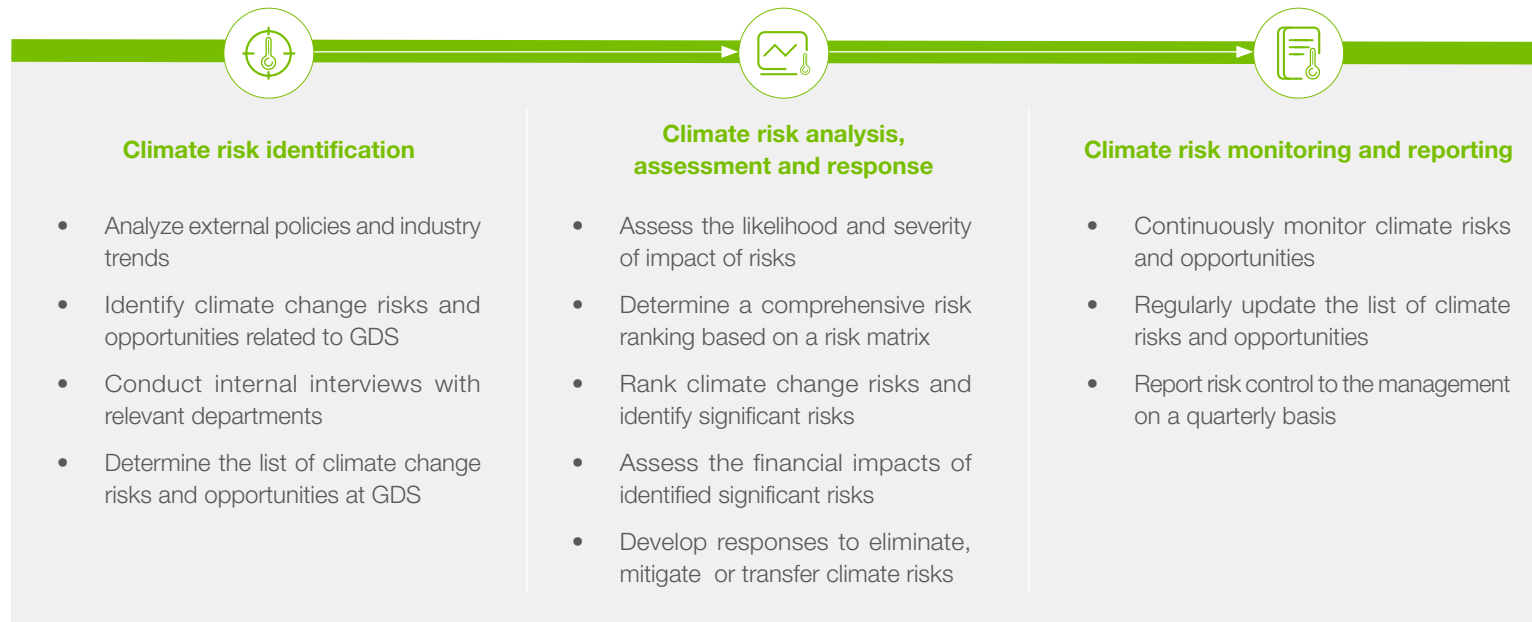 Climate risk identification
• Analyze external policies and industry
trends
• Identify climate change risks and
opportunities related to GDS
• Conduct internal interviews with
relevant departments
• Determine the list of climate change
risks and opportunities at GDS
Climate risk analysis,
assessment and response
• Assess the likelihood and severity
of impact of risks
• Determine a comprehensive risk
ranking based on a risk matrix
• Rank climate change risks and
identify significant risks
• Assess the financial impacts of
identified significant risks
• Develop responses to eliminate,
mitigate or transfer climate risks
Climate risk monitoring and reporting
• Continuously monitor climate risks
and opportunities
• Regularly update the list of climate
risks and opportunities
• Report risk control to the management
on a quarterly basis